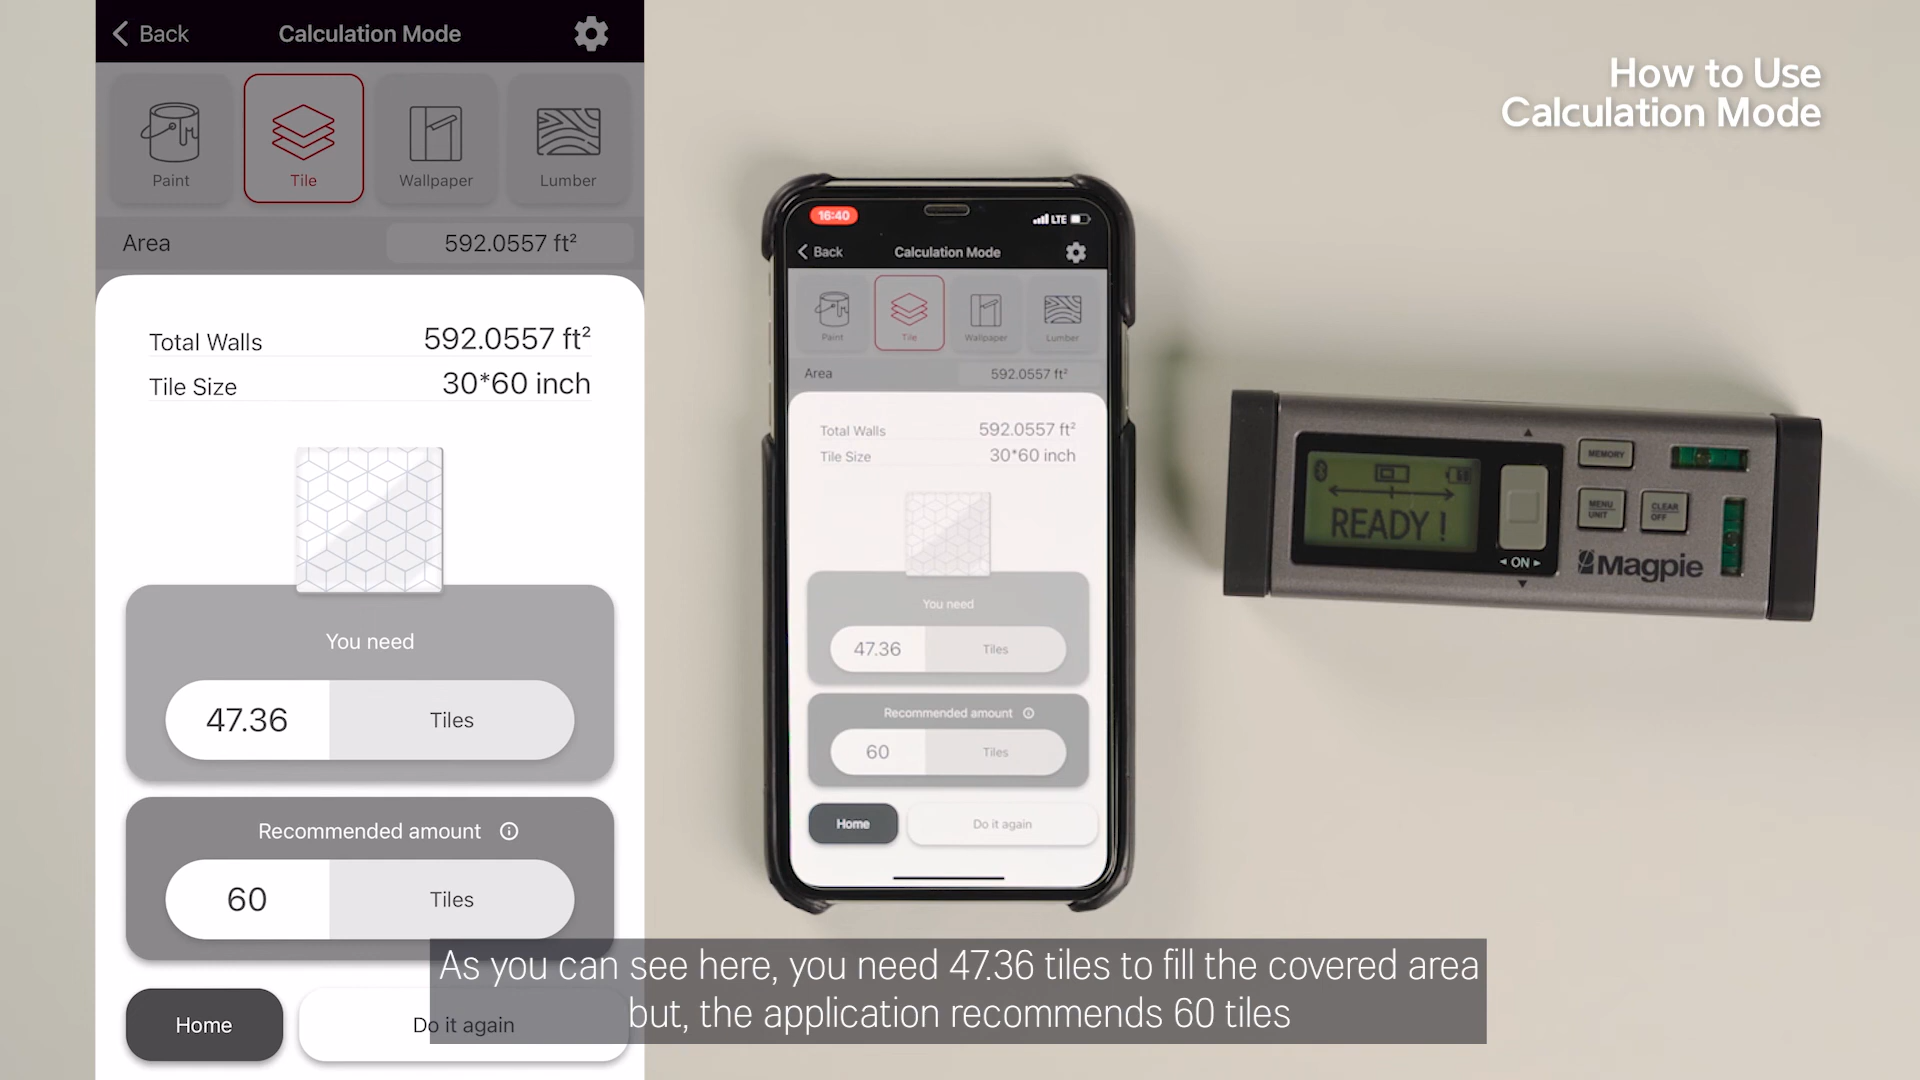 Back
Calculation Mode
Paint
Tile
Wallpaper
Lumber
Area
592.0557 ft²
Total Walls
592.0557 ft²
Tile Size
30*60 inch
You need
47.36
Tiles
Recommended amount
60
Tiles
Home
Do it again
16:40
LTE
Back
Calculation Mode
Paint
Tile
Wallpaper
Lumber
Area
592.0557 ft²
Total Walls
592.0557 ft²
Tile Size
30*60 inch
You need
47.36
Tiles
Recommended amount
60
Tiles
Home
Do it again
How to Use
Calculation Mode
READY !
ON
MEMORY
MENU
UNIT
CLEAR
OFF
Magpie
As you can see here, you need 47.36 tiles to fill the covered area
but, the application recommends 60 tiles